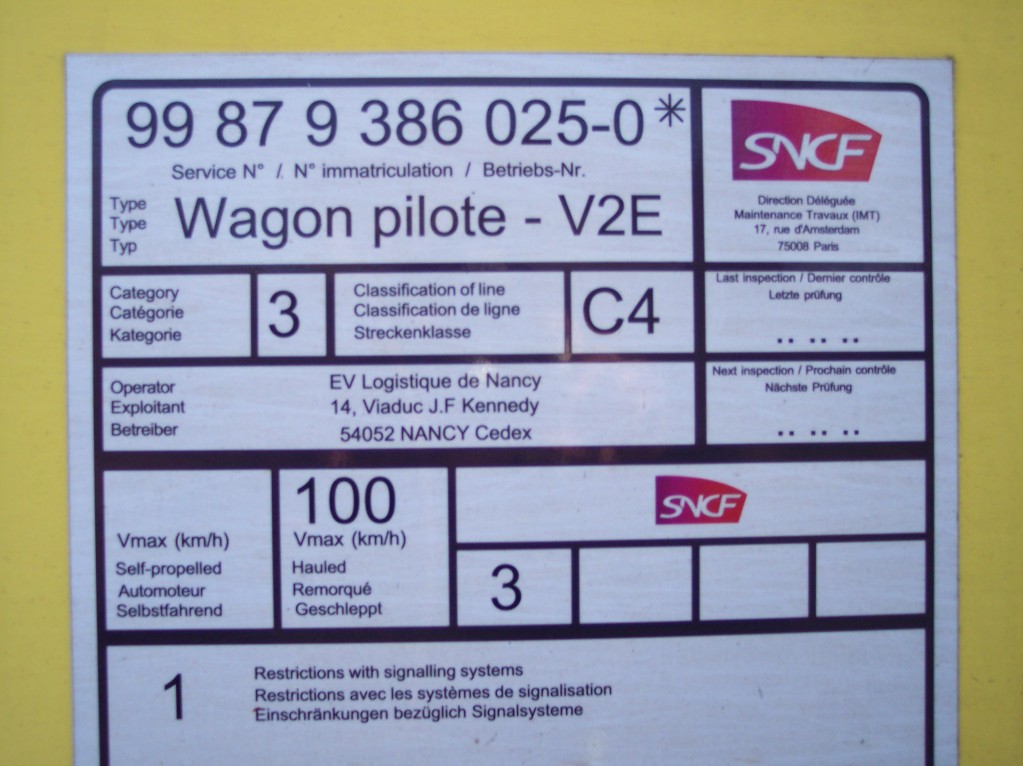 99 87 9 386 025-0*
Service N° / N° immatriculation / Betriebs-Nr.
Type
Type
Typ
Wagon pilote - V2E
SNCF
Direction Déléguée
Maintenance Travaux (IMT)
17, rue d'Amsterdam
75008 Paris
Category
Catégorie
Kategorie
3
Classification of line
Classification de ligne
Streckenklasse
C4
Last inspection / Dernier contrôle
Letzte prüfung
.. .. ..
Operator
Exploitant
Betreiber
EV Logistique de Nancy
14, Viaduc J.F Kennedy
54052 NANCY Cedex
Next inspection / Prochain contrôle
Nächste Prüfung
.. .. ..
Vmax (km/h)
Self-propelled
Automoteur
Selbstfahrend
100
Vmax (km/h)
Hauled
Remorqué
Geschleppt
SNCF
3
1
Restrictions with signalling systems
Restrictions avec les systèmes de signalisation
Einschränkungen bezüglich Signalsysteme